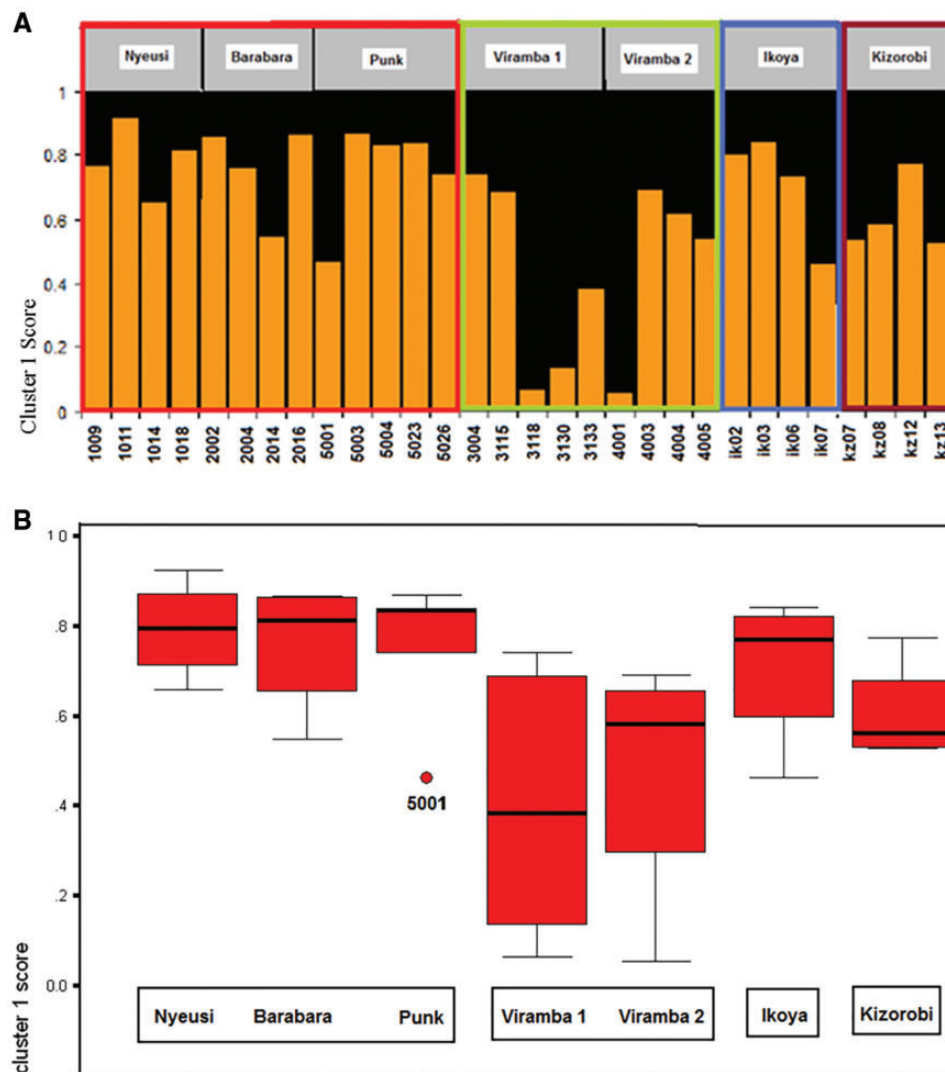 A
Nyeusi Barabara Punk Viramba 1 Viramba 2 Ikoya Kizorobi
1
0.8
0.6
0.4
0.2
0
Cluster 1 Score
1009 1011 1014 1018 2002 2004 2014 2016 5001 5003 5004 5023 5026 3004 3115 3118 3130 3133 4001 4003 4004 4005 ik02 ik03 ik06 ik07 kz07 kz08 kz12 kz13
B
1.0
.8
.6
.4
.2
0.0
cluster 1 score
5001
Nyeusi Barabara Punk Viramba 1 Viramba 2 Ikoya Kizorobi